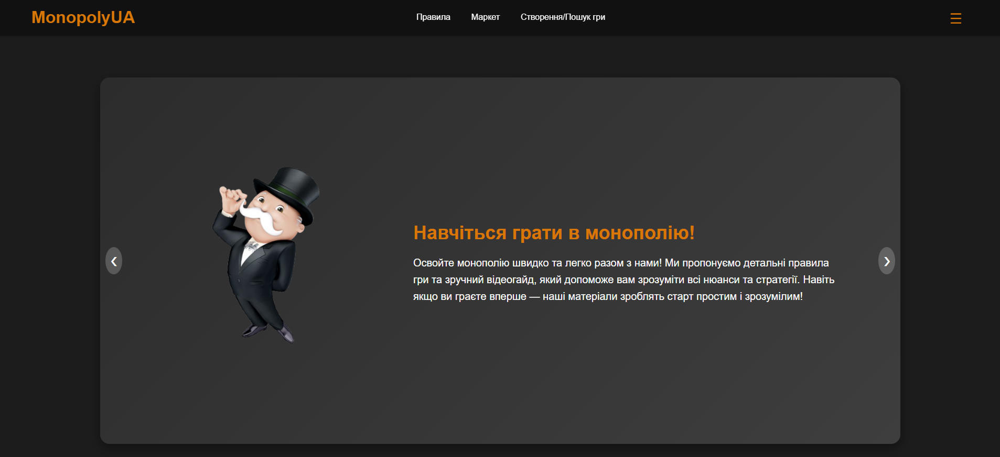 MonopolyUA
Правила
Маркет
Створення/Пошук гри
Навчіться грати в монополію!
Освойте монополію швидко та легко разом з нами! Ми пропонуємо детальні правила
гри та зручний відеогайд, який допоможе вам зрозуміти всі нюанси та стратегії. Навіть
якщо ви граєте вперше — наші матеріали зроблять старт простим і зрозумілим!